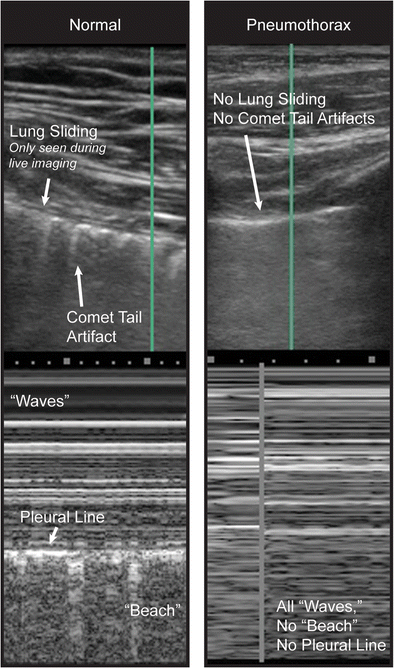 Normal
Pneumothorax
Lung Sliding
Only seen during
live imaging
Comet Tail
Artifact
No Lung Sliding
No Comet Tail Artifacts
“Waves”
Pleural Line
“Beach”
All “Waves,”
No “Beach”
No Pleural Line